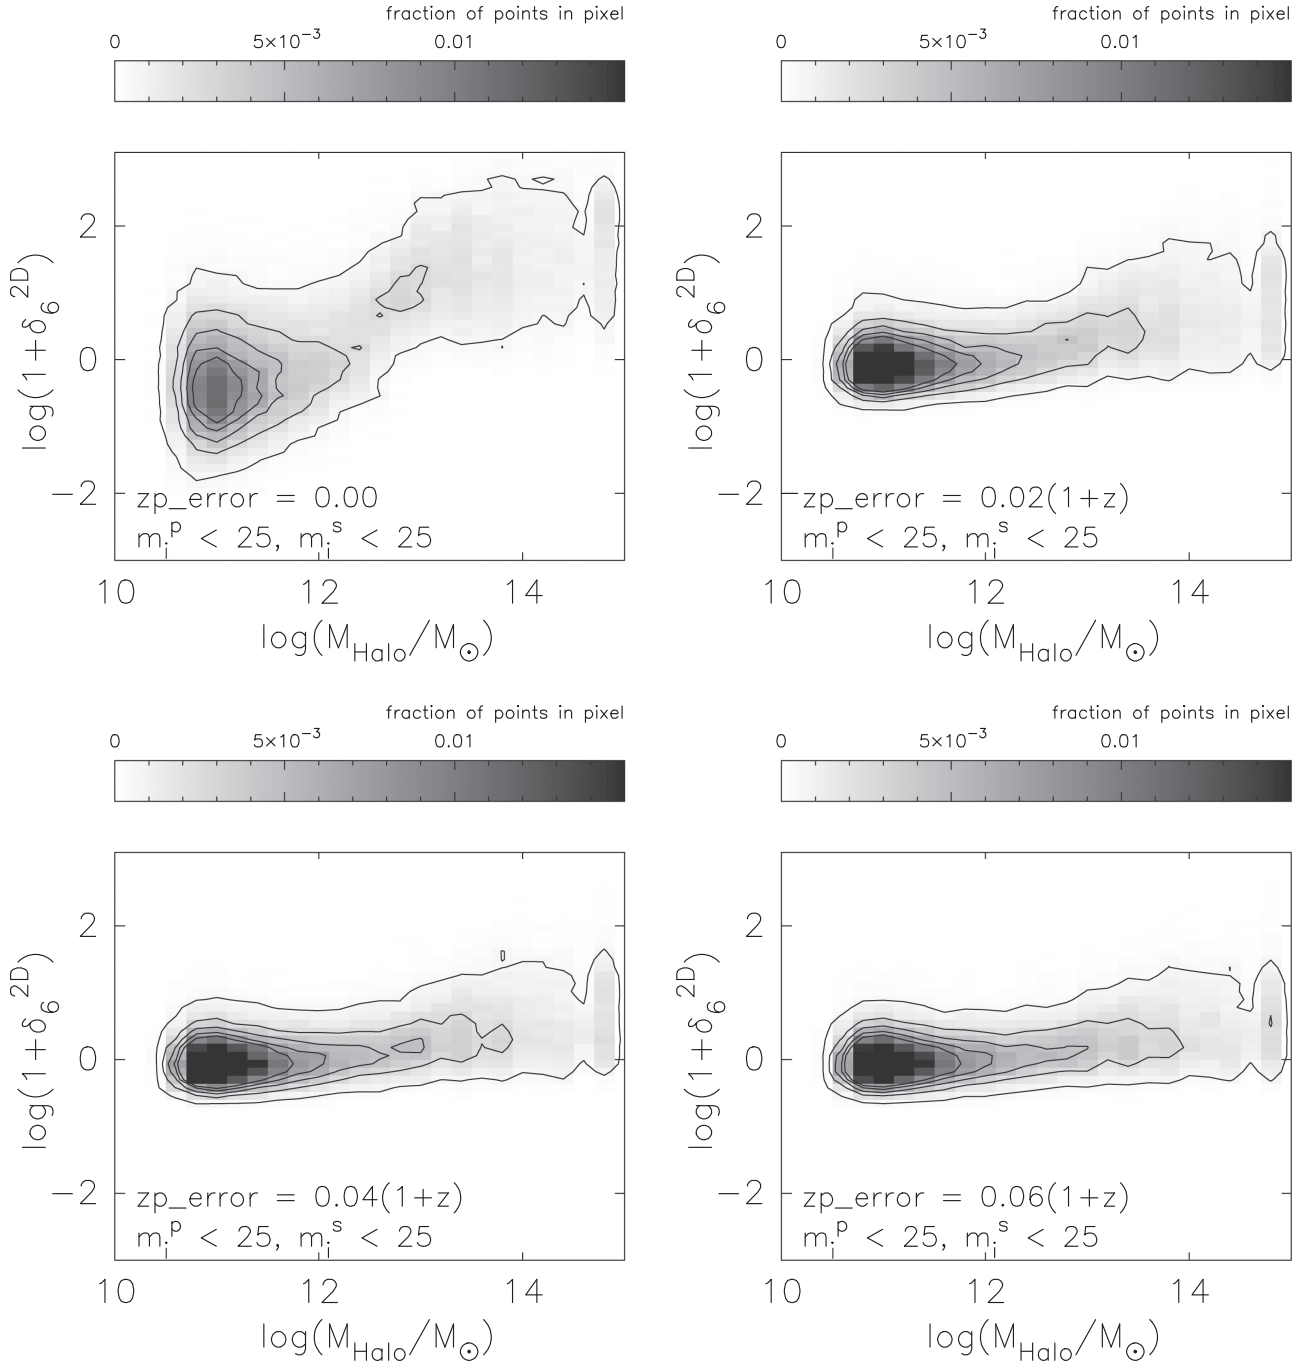 fraction of points in pixel
0 5×10⁻³ 0.01
log(1+δ₆²ᴰ)
2
0
−2
zp_error = 0.00
mᵢᵖ < 25, mᵢˢ < 25
10 12 14
log(M_Halo/M_⊙)
fraction of points in pixel
0 5×10⁻³ 0.01
log(1+δ₆²ᴰ)
2
0
−2
zp_error = 0.02(1+z)
mᵢᵖ < 25, mᵢˢ < 25
10 12 14
log(M_Halo/M_⊙)
fraction of points in pixel
0 5×10⁻³ 0.01
log(1+δ₆²ᴰ)
2
0
−2
zp_error = 0.04(1+z)
mᵢᵖ < 25, mᵢˢ < 25
10 12 14
log(M_Halo/M_⊙)
fraction of points in pixel
0 5×10⁻³ 0.01
log(1+δ₆²ᴰ)
2
0
−2
zp_error = 0.06(1+z)
mᵢᵖ < 25, mᵢˢ < 25
10 12 14
log(M_Halo/M_⊙)